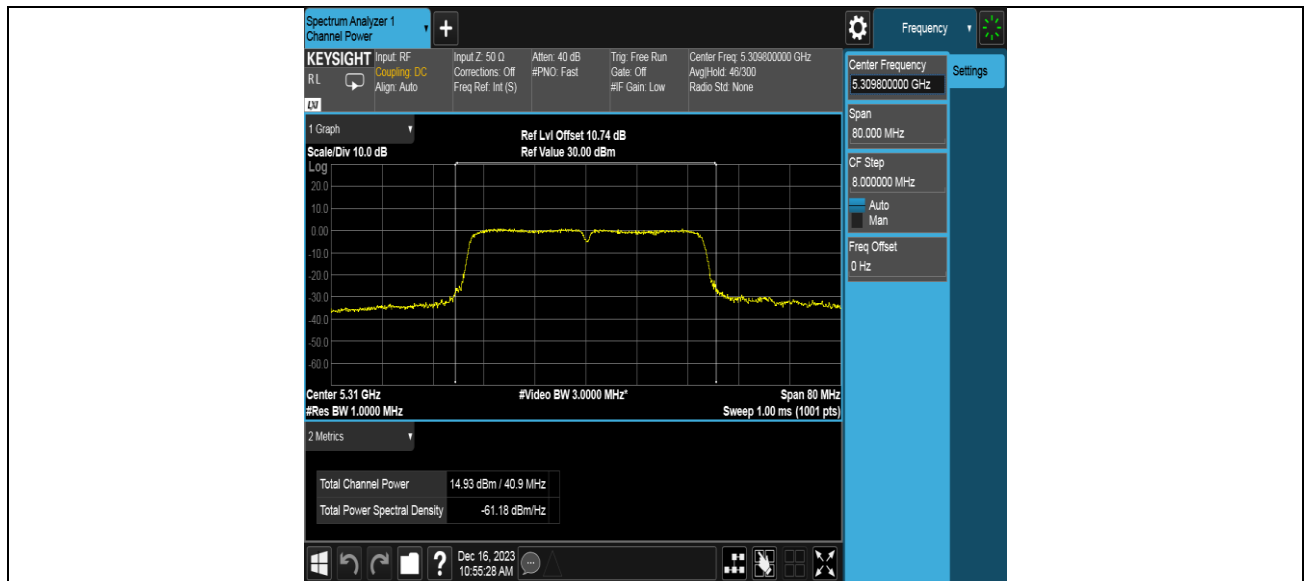 Spectrum Analyzer 1
Channel Power
+
Frequency
KEYSIGHT
RL
LXI
Input: RF
Coupling: DC
Align: Auto
Input Z: 50 Ω
Corrections: Off
Freq Ref: Int (S)
Atten: 40 dB
#PNO: Fast
Trig: Free Run
Gate: Off
#IF Gain: Low
Center Freq: 5.309800000 GHz
Avg|Hold: 46/300
Radio Std: None
Center Frequency
5.309800000 GHz
Settings
Span
80.000 MHz
CF Step
8.000000 MHz
Auto
Man
Freq Offset
0 Hz
1 Graph
Scale/Div 10.0 dB
Ref Lvl Offset 10.74 dB
Ref Value 30.00 dBm
Log
20.0
10.0
0.00
-10.0
-20.0
-30.0
-40.0
-50.0
-60.0
Center 5.31 GHz
#Video BW 3.0000 MHz*
Span 80 MHz
#Res BW 1.0000 MHz
Sweep 1.00 ms (1001 pts)
2 Metrics
Total Channel Power 14.93 dBm / 40.9 MHz
Total Power Spectral Density -61.18 dBm/Hz
?
Dec 16, 2023
10:55:28 AM